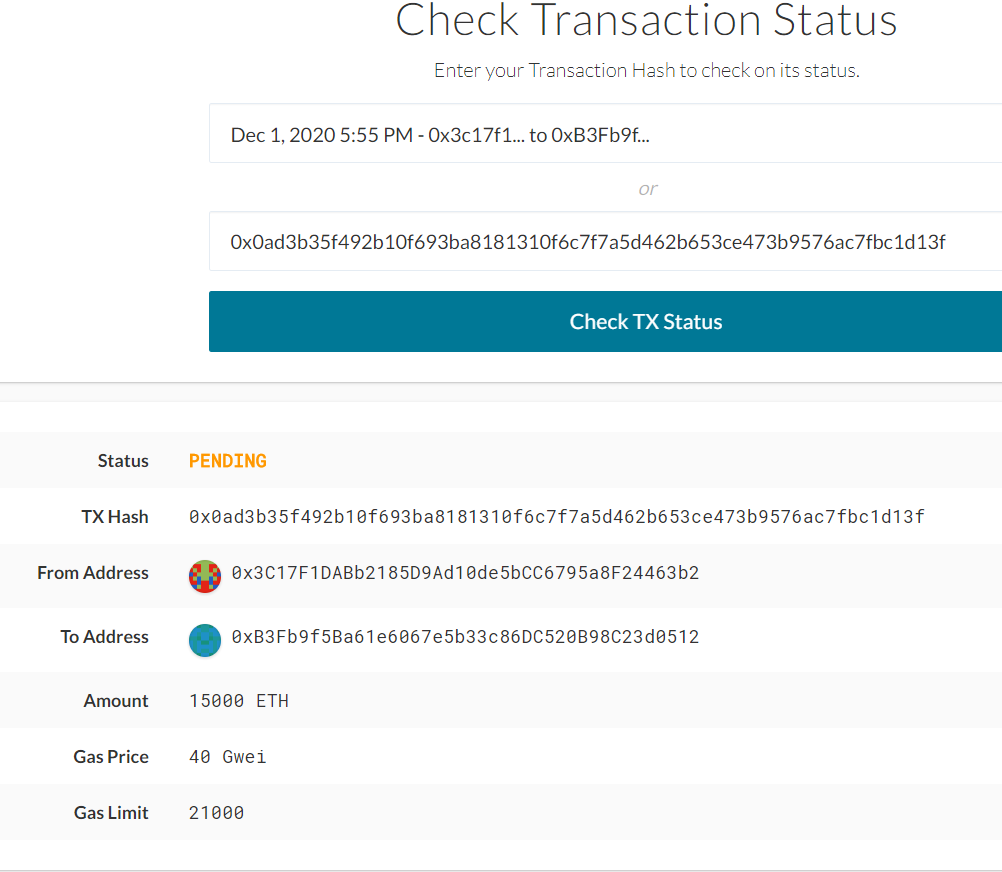 Check Transaction Status
Enter your Transaction Hash to check on its status.
Dec 1, 2020 5:55 PM - 0x3c17f1... to 0xB3Fb9f...
or
0x0ad3b35f492b10f693ba8181310f6c7f7a5d462b653ce473b9576ac7fbc1d13f
Check TX Status
Status PENDING
TX Hash 0x0ad3b35f492b10f693ba8181310f6c7f7a5d462b653ce473b9576ac7fbc1d13f
From Address 0x3C17F1DABb2185D9Ad10de5bCC6795a8F24463b2
To Address 0xB3Fb9f5Ba61e6067e5b33c86DC520B98C23d0512
Amount 15000 ETH
Gas Price 40 Gwei
Gas Limit 21000